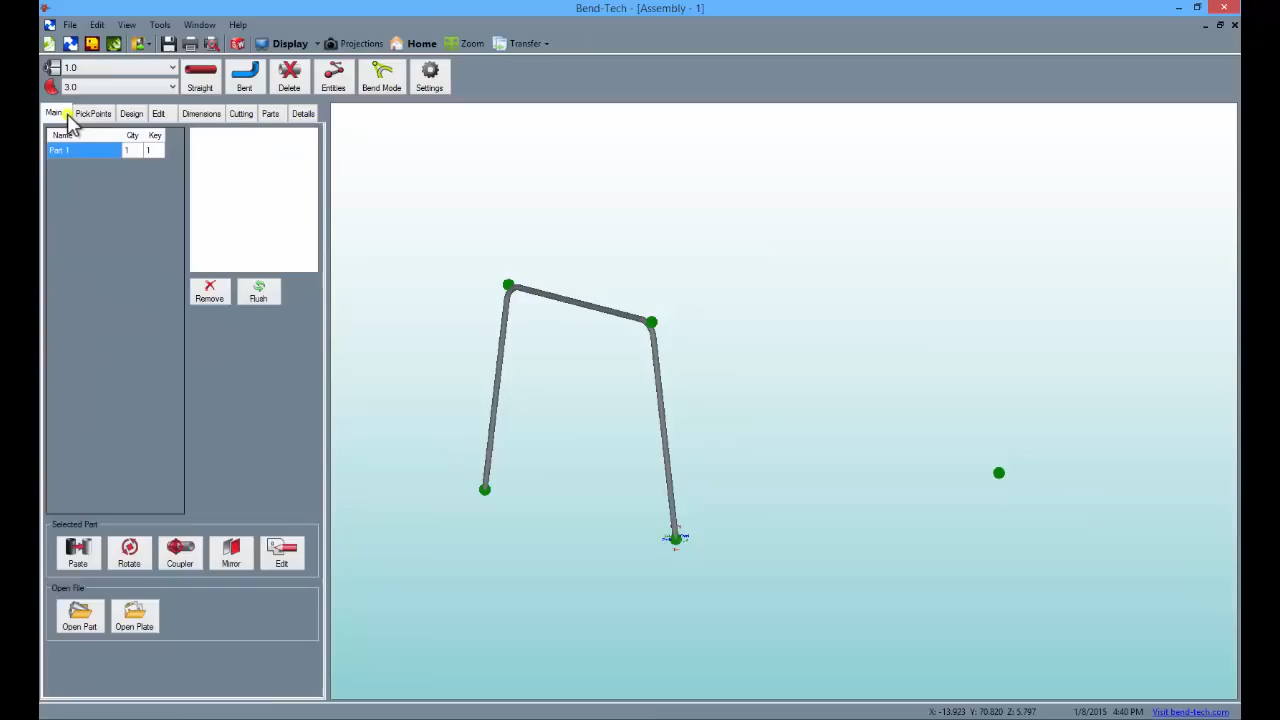 Bend-Tech - [Assembly - 1]
File Edit View Tools Window Help
Display Projections Home Zoom Transfer
1.0
3.0
Straight Bent Delete Entities Bend Mode Settings
Main PickPoints Design Edit Dimensions Cutting Parts Details
Name Qty Key
Part 1 1 1
Remove Flush
Selected Part
Paste Rotate Coupler Mirror Edit
Open File
Open Part Open Plate
X: -13.923 Y: 70.820 Z: 5.797 1/8/2015 4:40 PM Visit bend-tech.com